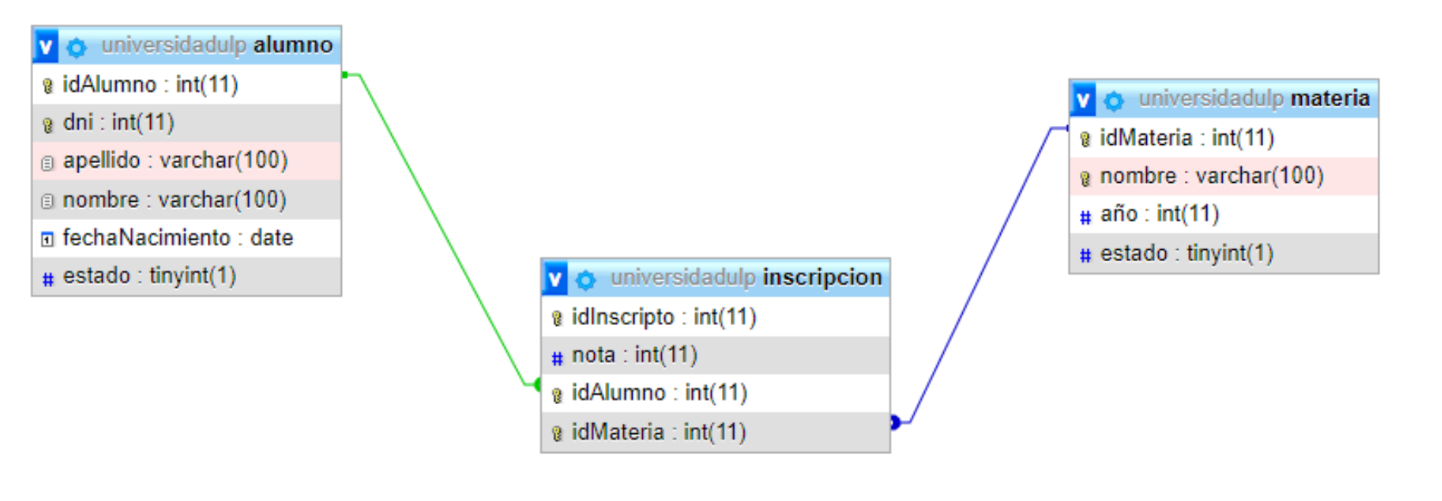 v universidadulp alumno
idAlumno : int(11)
dni : int(11)
apellido : varchar(100)
nombre : varchar(100)
fechaNacimiento : date
# estado : tinyint(1)
v universidadulp inscripcion
idInscripto : int(11)
# nota : int(11)
idAlumno : int(11)
idMateria : int(11)
v universidadulp materia
idMateria : int(11)
nombre : varchar(100)
# año : int(11)
# estado : tinyint(1)